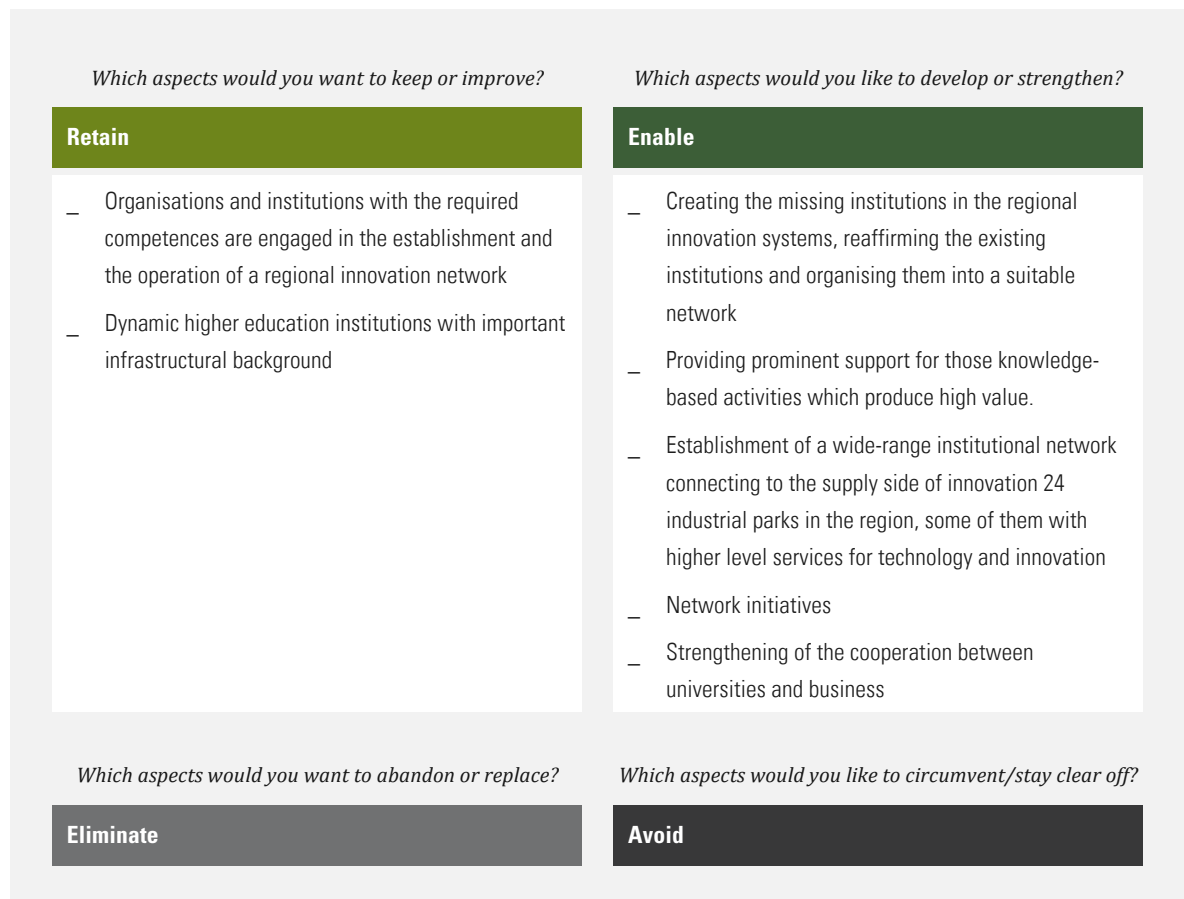 Which aspects would you want to keep or improve?
Retain
_ Organisations and institutions with the required
competences are engaged in the establishment and
the operation of a regional innovation network
_ Dynamic higher education institutions with important
infrastructural background
Which aspects would you like to develop or strengthen?
Enable
_ Creating the missing institutions in the regional
innovation systems, reaffirming the existing
institutions and organising them into a suitable
network
_ Providing prominent support for those knowledge-
based activities which produce high value.
_ Establishment of a wide-range institutional network
connecting to the supply side of innovation 24
industrial parks in the region, some of them with
higher level services for technology and innovation
_ Network initiatives
_ Strengthening of the cooperation between
universities and business
Which aspects would you want to abandon or replace?
Eliminate
Which aspects would you like to circumvent/stay clear off?
Avoid